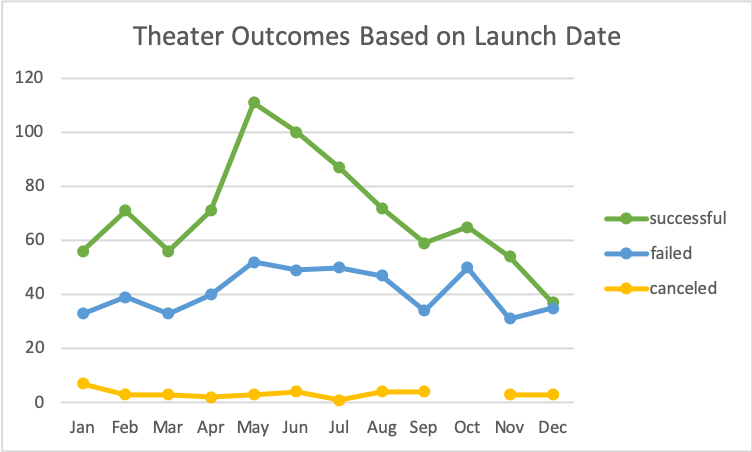 Theater Outcomes Based on Launch Date
120
100
80
60
40
20
0
Jan Feb Mar Apr May Jun Jul Aug Sep Oct Nov Dec
successful
failed
canceled